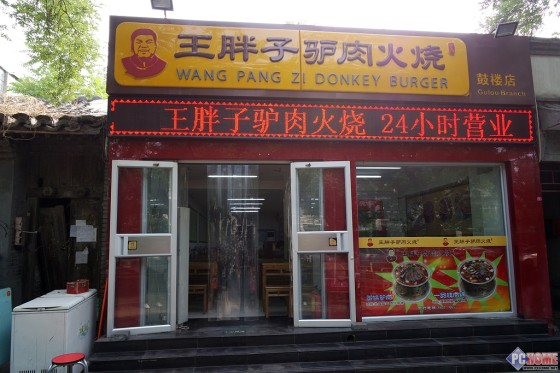 王胖子驴肉火烧
WANG PANG ZI DONKEY BURGER
鼓楼店
Gulou Branch
王胖子驴肉火烧 24小时营业
王胖子驴肉火烧
王胖子驴肉火烧
PCHOME